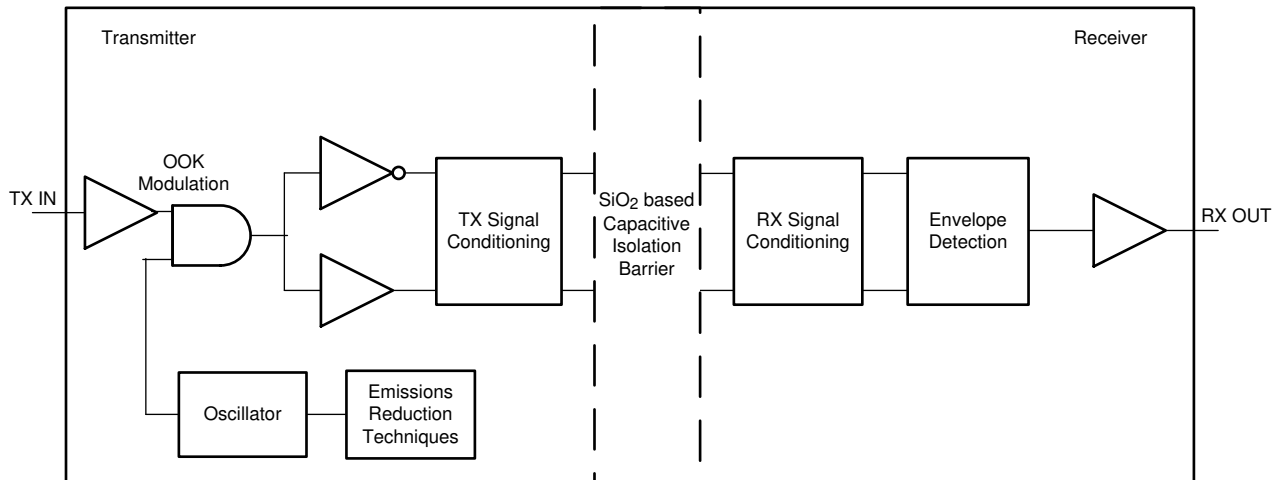 Transmitter
Receiver
OOK
Modulation
TX IN
TX Signal
Conditioning
SiO2 based
Capacitive
Isolation
Barrier
RX Signal
Conditioning
Envelope
Detection
RX OUT
Oscillator
Emissions
Reduction
Techniques